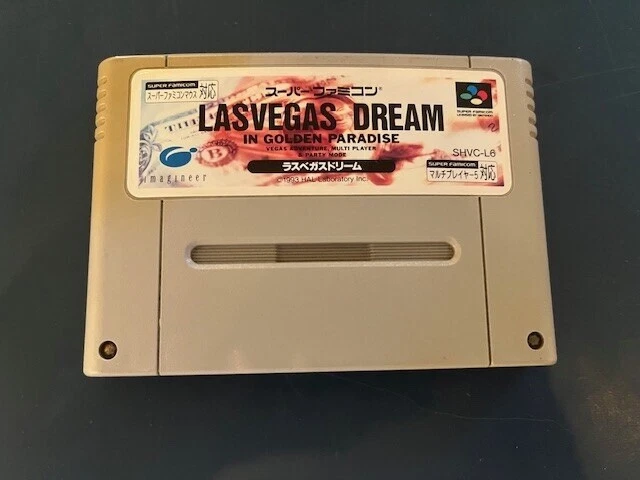 SUPER FAMICOM
スーパーファミコンマウス対応
スーパーファミコン®
LASVEGAS DREAM
IN GOLDEN PARADISE
VEGAS ADVENTURE, MULTI PLAYER
& PARTY MODE
ラスベガスドリーム
©1993 HAL Laboratory Inc.
imagineer
SUPER FAMICOM
SHVC-L6
SUPER FAMICOM
マルチプレイヤー5対応